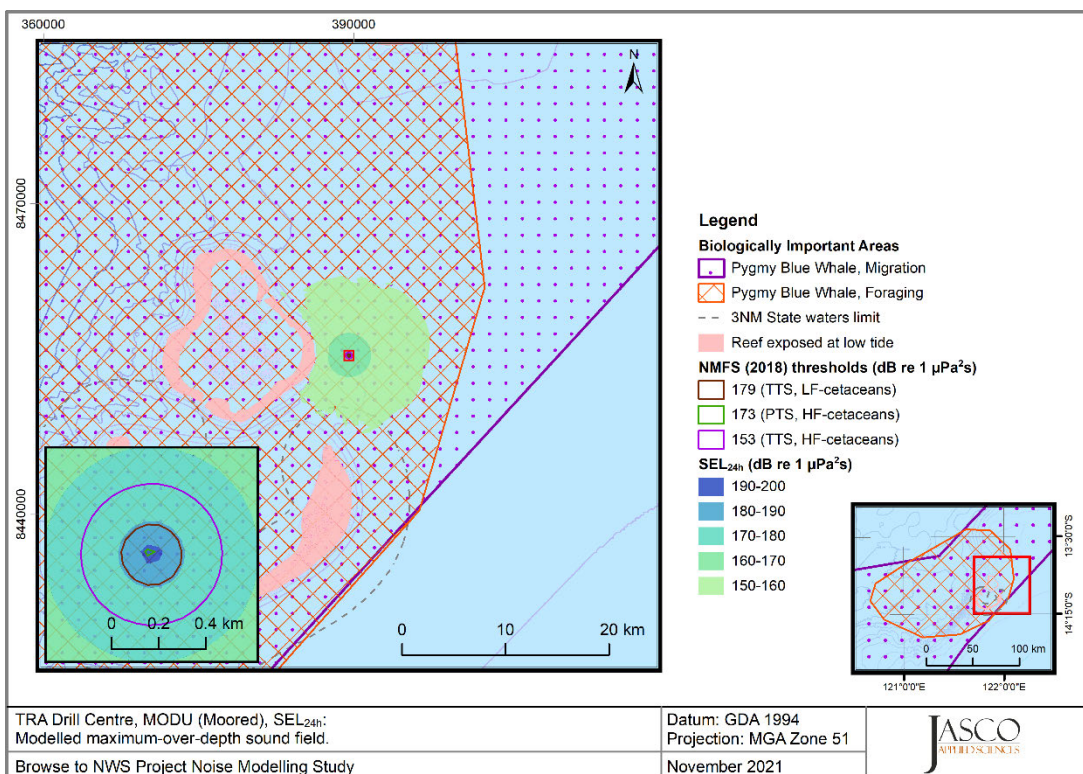 360000
390000
8470000
8440000
N
0 0.2 0.4 km
0 10 20 km
Legend
Biologically Important Areas
Pygmy Blue Whale, Migration
Pygmy Blue Whale, Foraging
3NM State waters limit
Reef exposed at low tide
NMFS (2018) thresholds (dB re 1 µPa²s)
179 (TTS, LF-cetaceans)
173 (PTS, HF-cetaceans)
153 (TTS, HF-cetaceans)
SEL24h (dB re 1 µPa²s)
190-200
180-190
170-180
160-170
150-160
13°30'0"S
14°15'0"S
0 50 100 km
121°0'0"E
122°0'0"E
TRA Drill Centre, MODU (Moored), SEL24h:
Modelled maximum-over-depth sound field.
Browse to NWS Project Noise Modelling Study
Datum: GDA 1994
Projection: MGA Zone 51
November 2021
JASCO
APPLIED SCIENCES